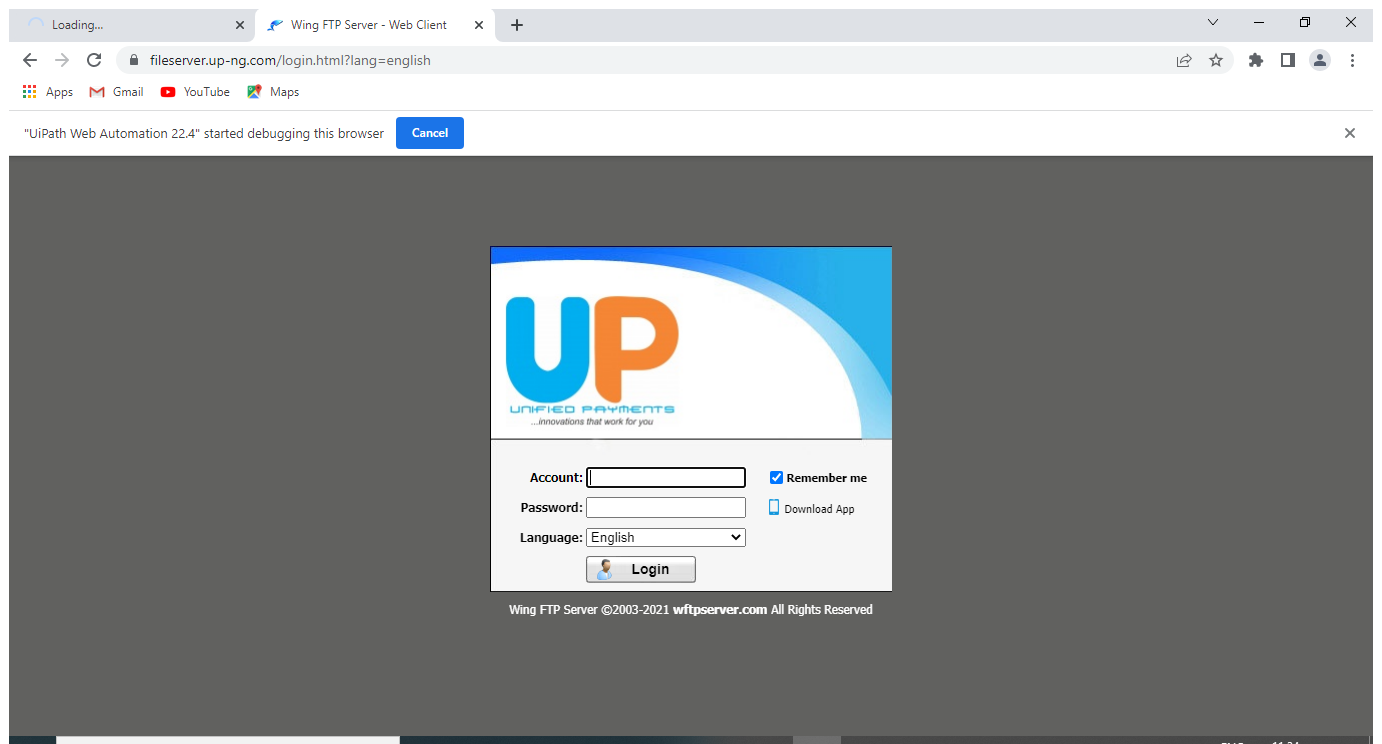 Loading...
Wing FTP Server - Web Client
fileserver.up-ng.com/login.html?lang=english
Apps
Gmail
YouTube
Maps
"UiPath Web Automation 22.4" started debugging this browser
Cancel
UP
UNIFIED PAYMENTS
...innovations that work for you
Account:
Remember me
Password:
Download App
Language: English
Login
Wing FTP Server ©2003-2021 wftpserver.com All Rights Reserved